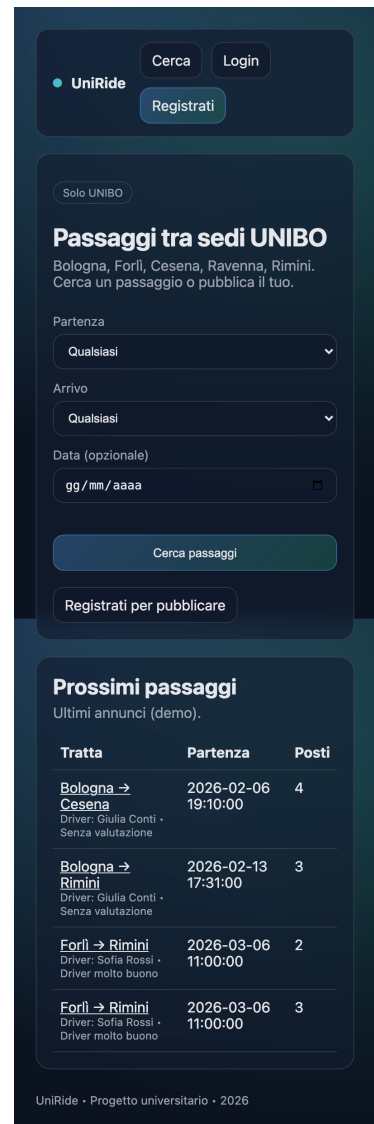 UniRide
Cerca
Login
Registrati
Solo UNIBO
Passaggi tra sedi UNIBO
Bologna, Forlì, Cesena, Ravenna, Rimini.
Cerca un passaggio o pubblica il tuo.
Partenza
Qualsiasi
Arrivo
Qualsiasi
Data (opzionale)
gg/mm/aaaa
Cerca passaggi
Registrati per pubblicare
Prossimi passaggi
Ultimi annunci (demo).
Tratta Partenza Posti
Bologna → 2026-02-06 4
Cesena 19:10:00
Driver: Giulia Conti •
Senza valutazione
Bologna → 2026-02-13 3
Rimini 17:31:00
Driver: Giulia Conti •
Senza valutazione
Forlì → Rimini 2026-03-06 2
Driver: Sofia Rossi • 11:00:00
Driver molto buono
Forlì → Rimini 2026-03-06 3
Driver: Sofia Rossi • 11:00:00
Driver molto buono
UniRide • Progetto universitario • 2026